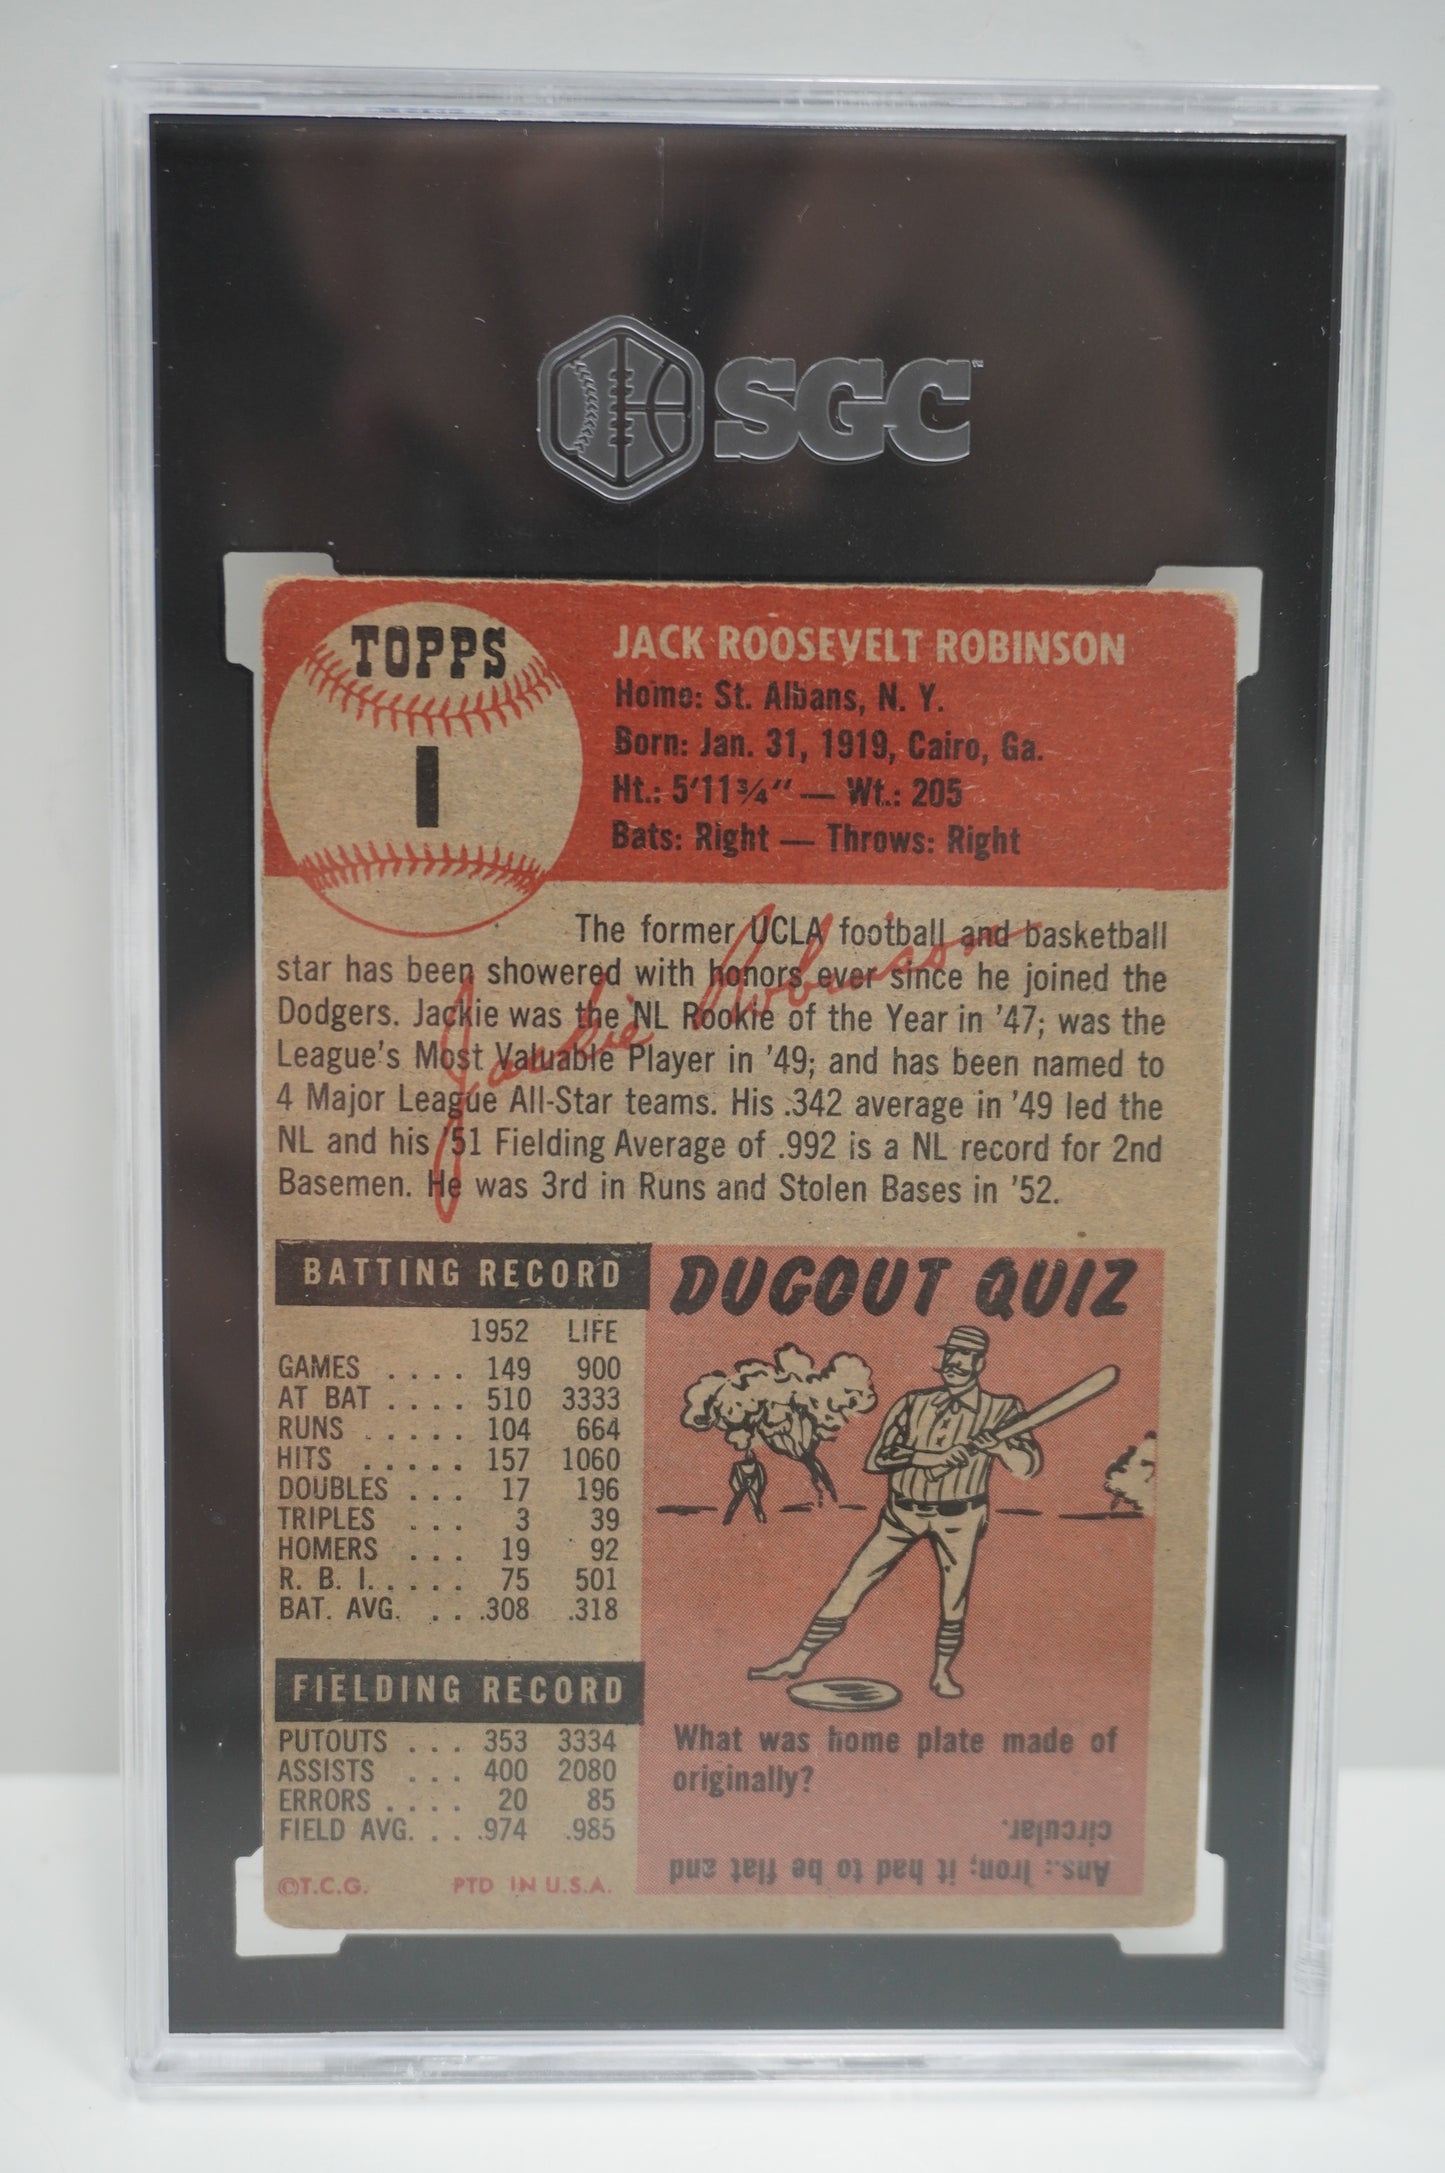 SGC™
TOPPS
1
JACK ROOSEVELT ROBINSON
Home: St. Albans, N. Y.
Born: Jan. 31, 1919, Cairo, Ga.
Ht.: 5'11¾" — Wt.: 205
Bats: Right — Throws: Right
Jackie Robinson
The former UCLA football and basketball
star has been showered with honors ever since he joined the
Dodgers. Jackie was the NL Rookie of the Year in '47; was the
League's Most Valuable Player in '49; and has been named to
4 Major League All-Star teams. His .342 average in '49 led the
NL and his '51 Fielding Average of .992 is a NL record for 2nd
Basemen. He was 3rd in Runs and Stolen Bases in '52.
BATTING RECORD
1952 LIFE
GAMES . . . . 149 900
AT BAT . . . . 510 3333
RUNS . . . . . 104 664
HITS . . . . . 157 1060
DOUBLES . . . 17 196
TRIPLES . . . 3 39
HOMERS . . . 19 92
R. B. I. . . . . 75 501
BAT. AVG. . . .308 .318
FIELDING RECORD
PUTOUTS . . . 353 3334
ASSISTS . . . 400 2080
ERRORS . . . . 20 85
FIELD AVG. . . .974 .985
©T.C.G. PTD IN U.S.A.
DUGOUT QUIZ
What was home plate made of
originally?
Ans.: Iron; it had to be flat and
circular.